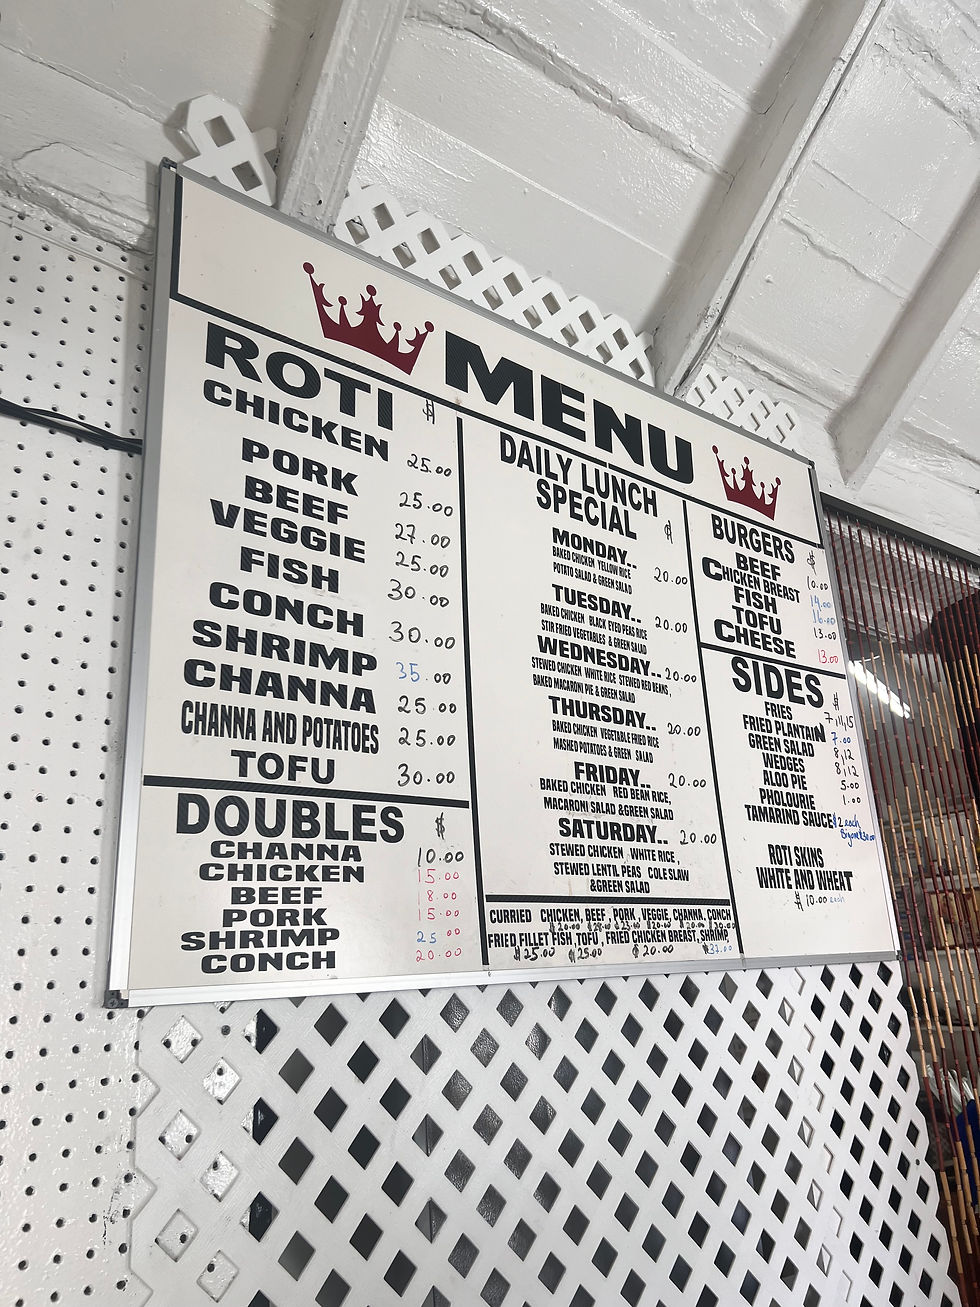 MENU
ROTI $
CHICKEN 25.00
PORK 25.00
BEEF 27.00
VEGGIE 25.00
FISH 30.00
CONCH 30.00
SHRIMP 35.00
CHANNA 25.00
CHANNA AND POTATOES 25.00
TOFU 30.00
DOUBLES $
CHANNA 10.00
CHICKEN 15.00
BEEF 18.00
PORK 15.00
SHRIMP 25.00
CONCH 20.00
DAILY LUNCH
SPECIAL $
MONDAY..
BAKED CHICKEN YELLOW RICE 20.00
POTATO SALAD & GREEN SALAD
TUESDAY..
BAKED CHICKEN BLACK EYED PEAS RICE 20.00
STIR FRIED VEGETABLES & GREEN SALAD
WEDNESDAY.. 20.00
STEWED CHICKEN WHITE RICE STEWED RED BEANS,
BAKED MACARONI PIE & GREEN SALAD
THURSDAY.. 20.00
BAKED CHICKEN VEGETABLE FRIED RICE
MASHED POTATOES & GREEN SALAD
FRIDAY.. 20.00
BAKED CHICKEN RED BEAN RICE,
MACARONI SALAD &GREEN SALAD
SATURDAY.. 20.00
STEWED CHICKEN WHITE RICE,
STEWED LENTIL PEAS COLE SLAW
&GREEN SALAD
CURRIED CHICKEN, BEEF, PORK, VEGGIE, CHANNA, CONCH
FRIED FILLET FISH, TOFU, FRIED CHICKEN BREAST, SHRIMP,
$25.00 $25.00 $20.00
BURGERS $
BEEF 10.00
CHICKEN BREAST 14.00
FISH 16.00
TOFU 13.00
CHEESE 13.00
SIDES $
FRIES 7,11,15
FRIED PLANTAIN 7.00
GREEN SALAD 8,12
WEDGES 8,12
ALOO PIE 5.00
PHOLOURIE 1.00
TAMARIND SAUCE $2 each
ROTI SKINS
WHITE AND WHEAT
$10.00 each